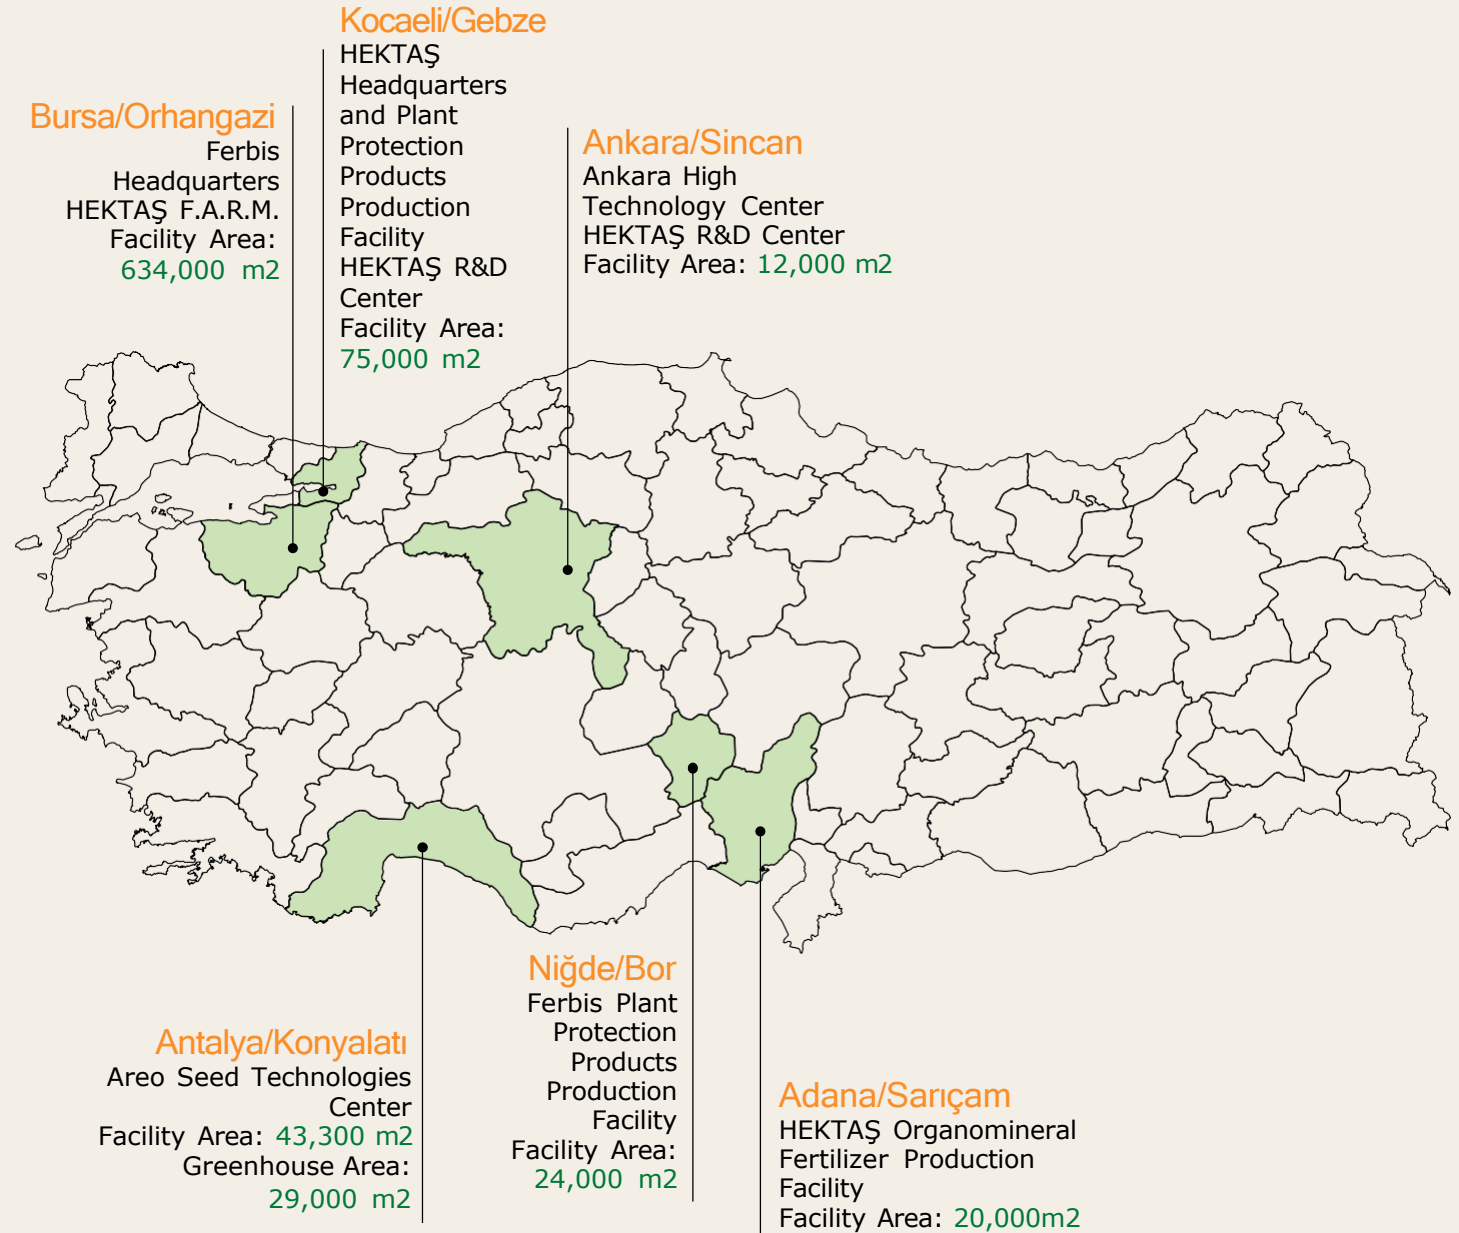 Kocaeli/Gebze
HEKTAŞ
Headquarters
and Plant
Protection
Products
Production
Facility
HEKTAŞ R&D
Center
Facility Area:
75,000 m2
Bursa/Orhangazi
Ferbis
Headquarters
HEKTAŞ F.A.R.M.
Facility Area:
634,000 m2
Ankara/Sincan
Ankara High
Technology Center
HEKTAŞ R&D Center
Facility Area: 12,000 m2
Antalya/Konyalatı
Areo Seed Technologies
Center
Facility Area: 43,300 m2
Greenhouse Area:
29,000 m2
Niğde/Bor
Ferbis Plant
Protection
Products
Production
Facility
Facility Area:
24,000 m2
Adana/Sarıçam
HEKTAŞ Organomineral
Fertilizer Production
Facility
Facility Area: 20,000m2